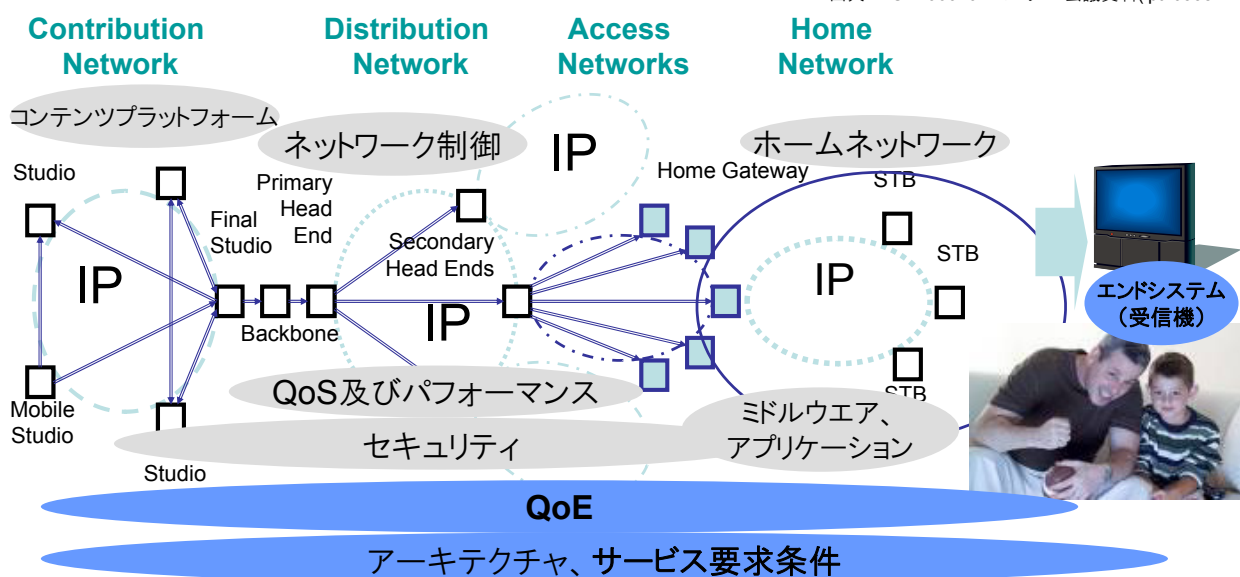 Contribution
Network
Distribution
Network
Access
Networks
Home
Network
コンテンツプラットフォーム
ネットワーク制御
IP
ホームネットワーク
Studio
Primary
Head
End
Home Gateway
STB
Final
Studio
Secondary
Head Ends
IP
IP
STB
エンドシステム
(受信機)
Backbone
IP
QoS及びパフォーマンス
STB
Mobile
Studio
セキュリティ
ミドルウエア、
アプリケーション
Studio
QoE
アーキテクチャ、サービス要求条件